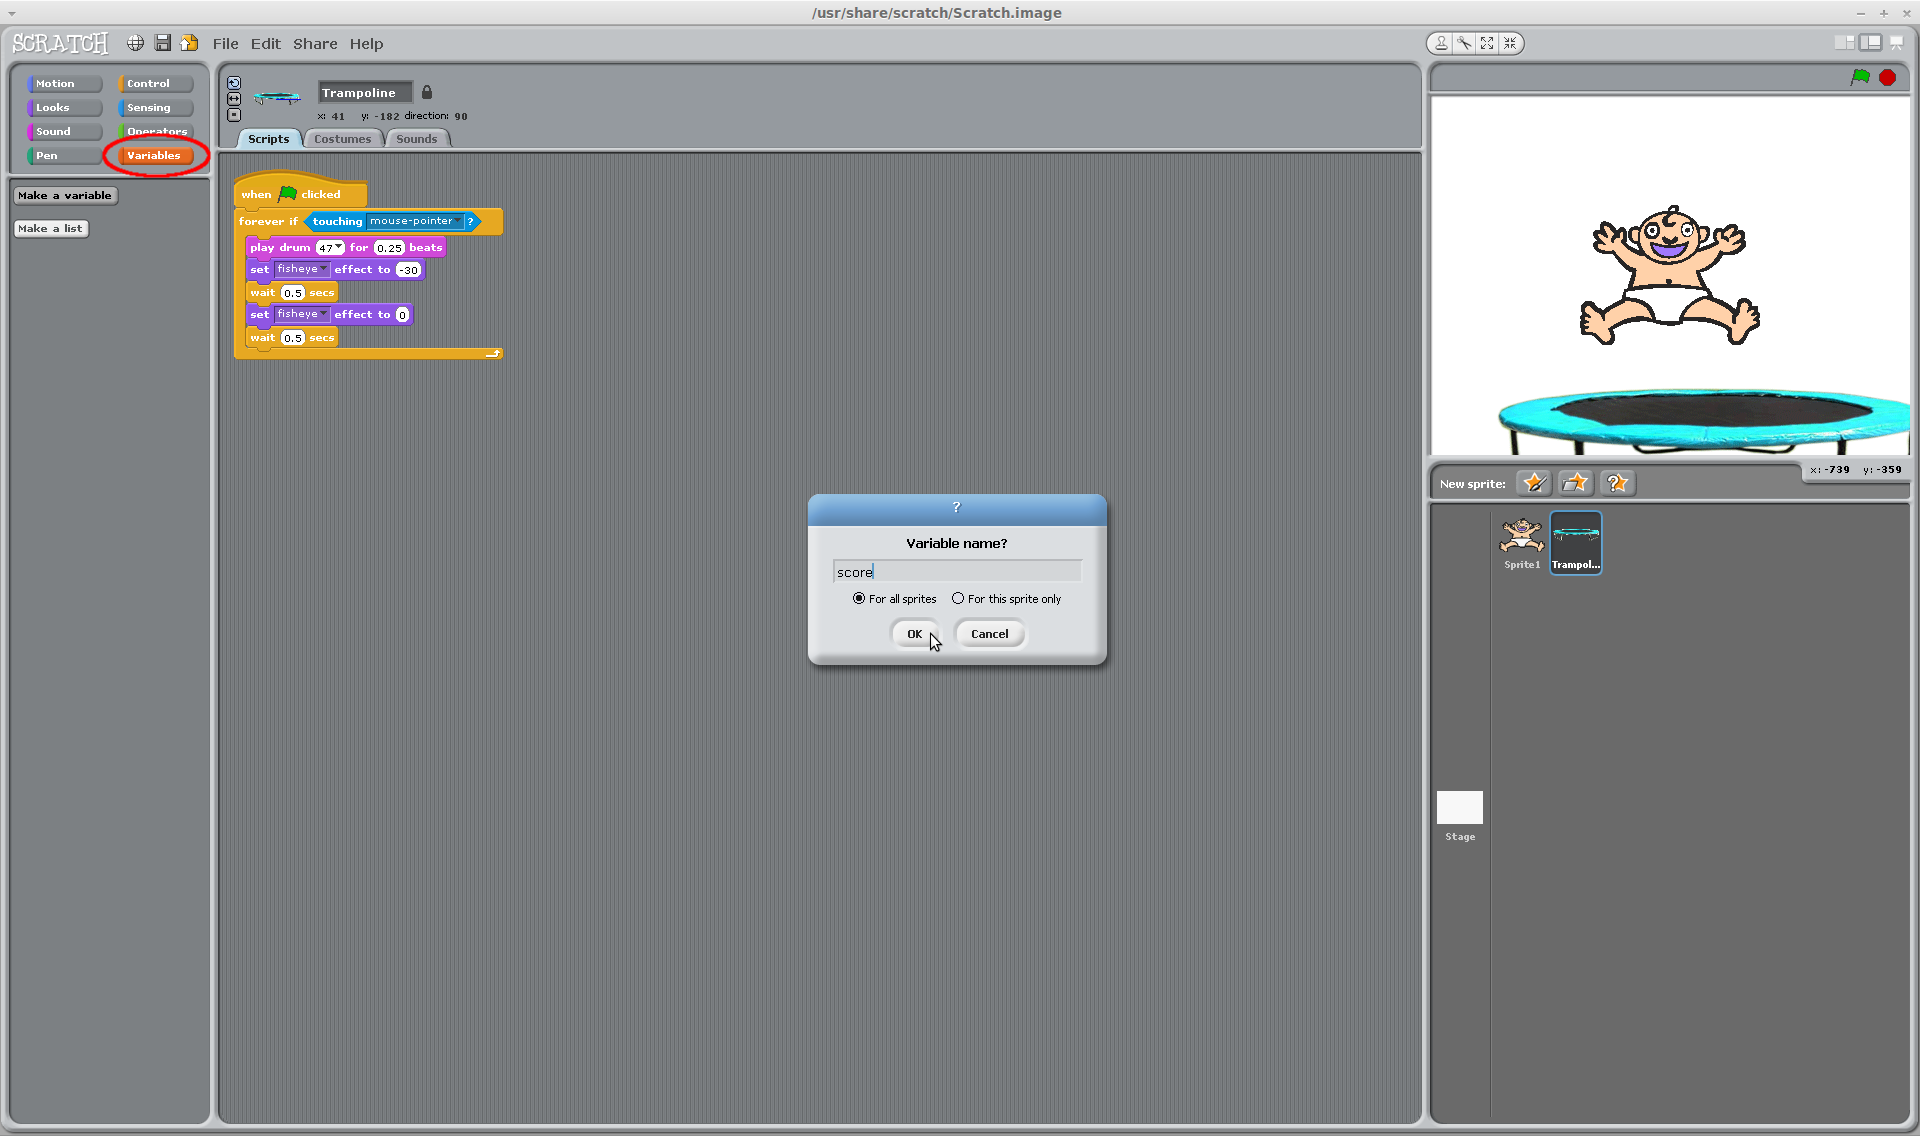 /usr/share/scratch/Scratch.image
SCRATCH File Edit Share Help
Motion Control
Looks Sensing
Sound Operators
Pen Variables
Make a variable
Make a list
Trampoline
x: 41 y: -182 direction: 90
Scripts Costumes Sounds
when clicked
forever if touching mouse-pointer ?
play drum 47 for 0.25 beats
set fisheye effect to -30
wait 0.5 secs
set fisheye effect to 0
wait 0.5 secs
?
Variable name?
score
For all sprites For this sprite only
OK Cancel
x: -739 y: -359
New sprite:
Sprite1 Trampol...
Stage